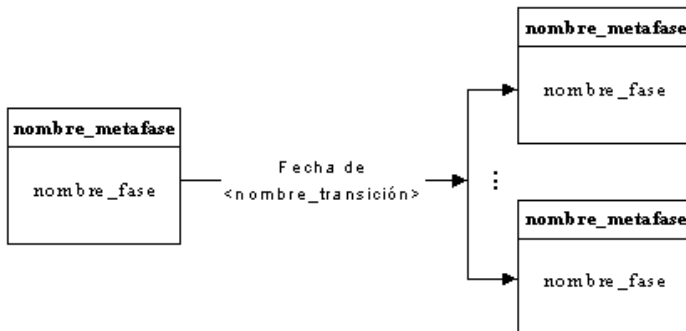 nombre_metafase
nombre_fase
Fecha de
<nombre_transición>
nombre_metafase
nombre_fase
⋮
nombre_metafase
nombre_fase